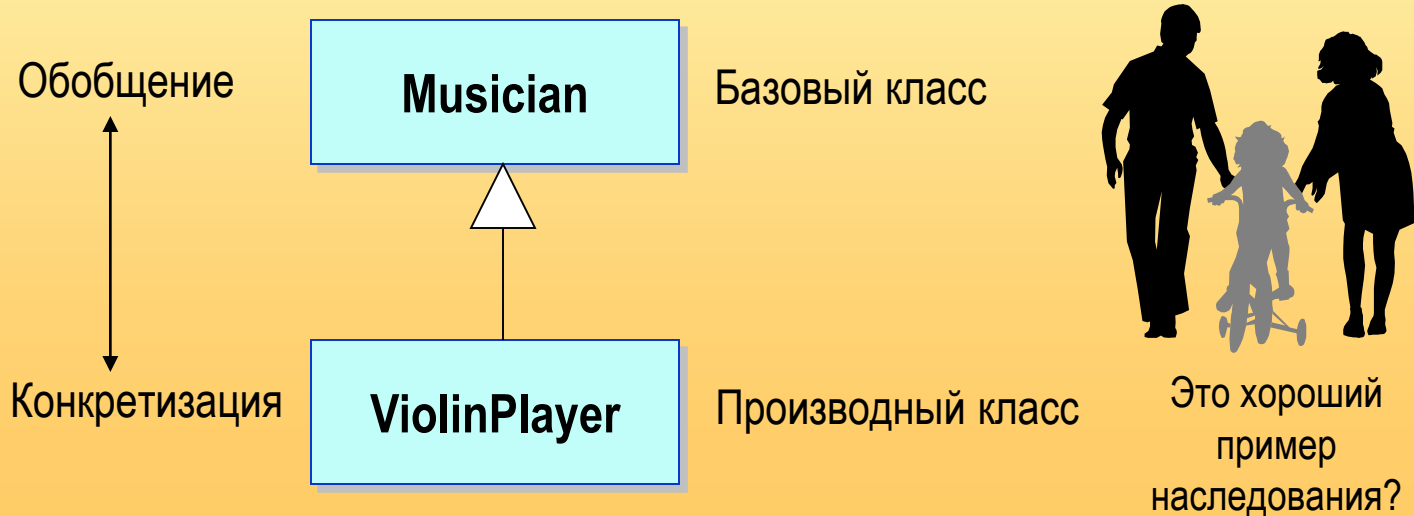 Обобщение
Musician
Базовый класс
Конкретизация
ViolinPlayer
Производный класс
Это хороший
пример
наследования?